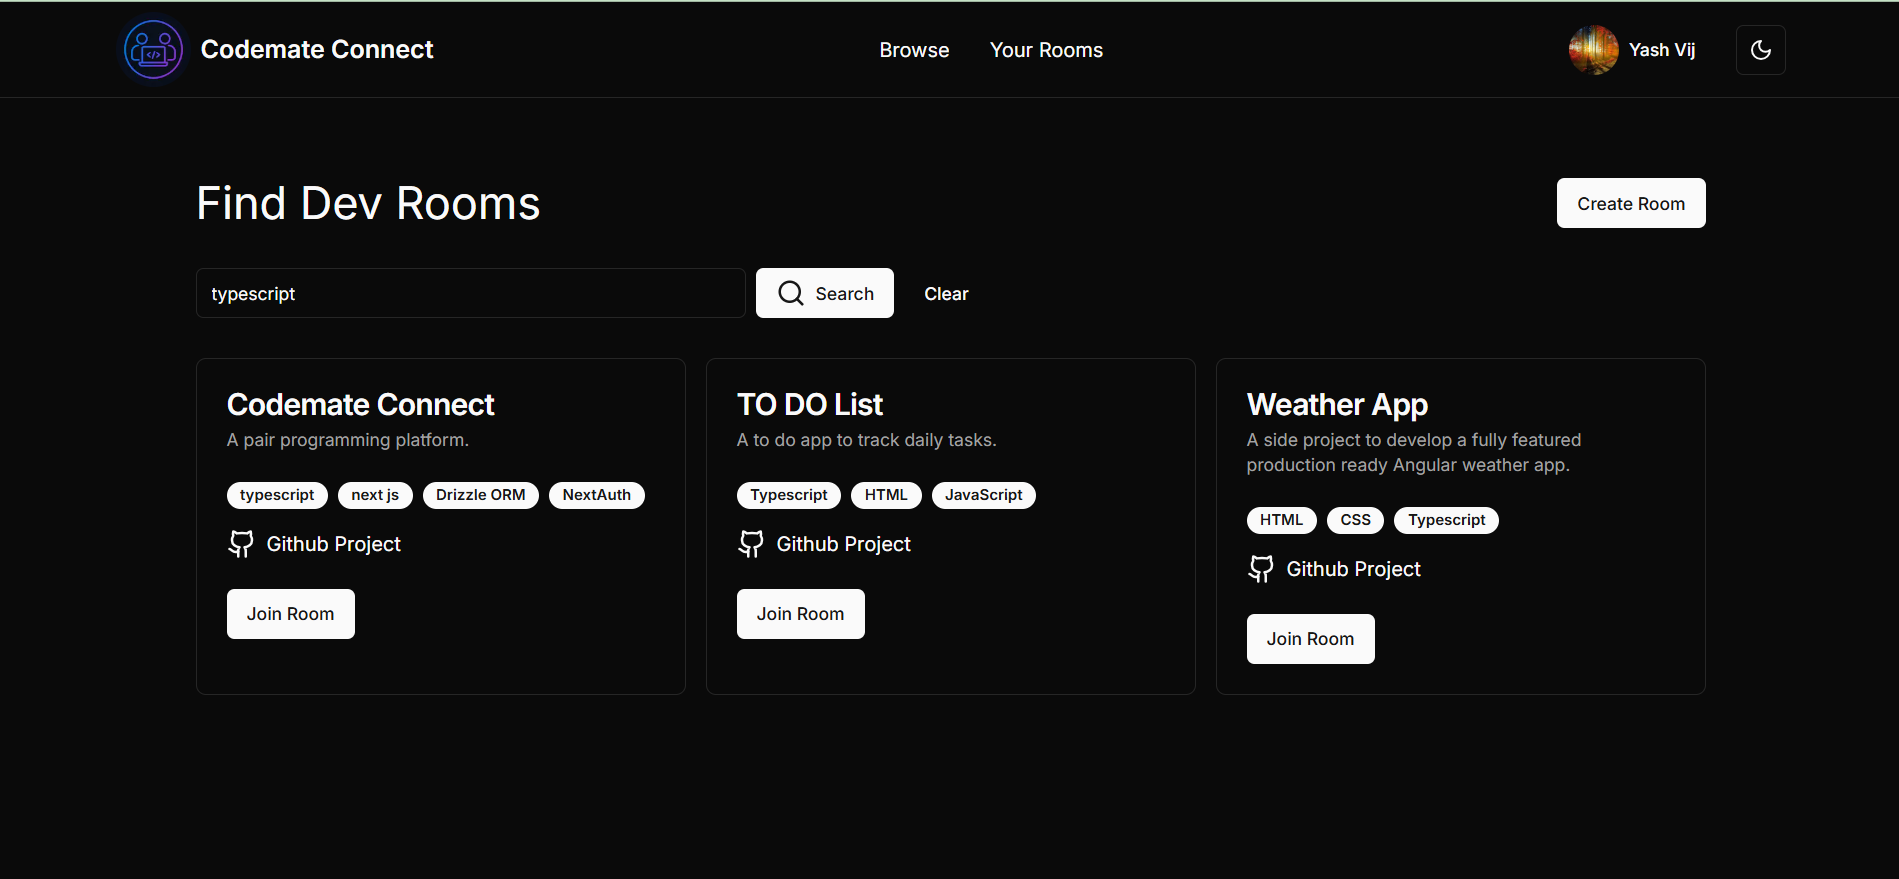 Codemate Connect
Browse
Your Rooms
Yash Vij
Find Dev Rooms
Create Room
typescript
Search
Clear
Codemate Connect
A pair programming platform.
typescript next js Drizzle ORM NextAuth
Github Project
Join Room
TO DO List
A to do app to track daily tasks.
Typescript HTML JavaScript
Github Project
Join Room
Weather App
A side project to develop a fully featured
production ready Angular weather app.
HTML CSS Typescript
Github Project
Join Room